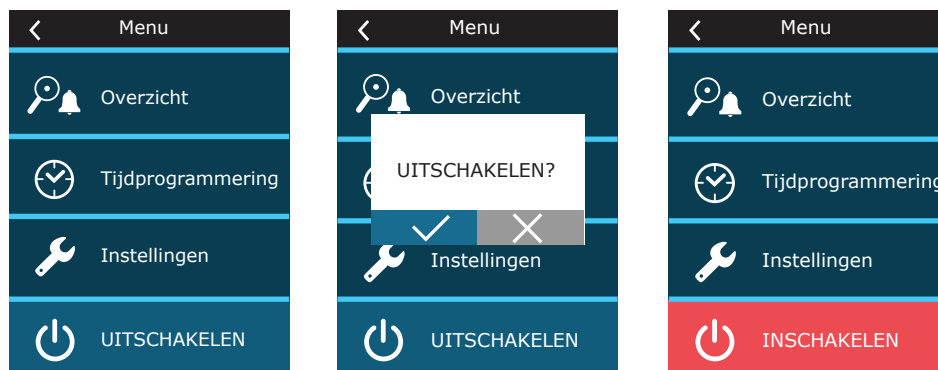 Menu
Overzicht
Tijdprogrammering
Instellingen
UITSCHAKELEN
Menu
Overzicht
UITSCHAKELEN?
Instellingen
UITSCHAKELEN
Menu
Overzicht
Tijdprogrammering
Instellingen
INSCHAKELEN